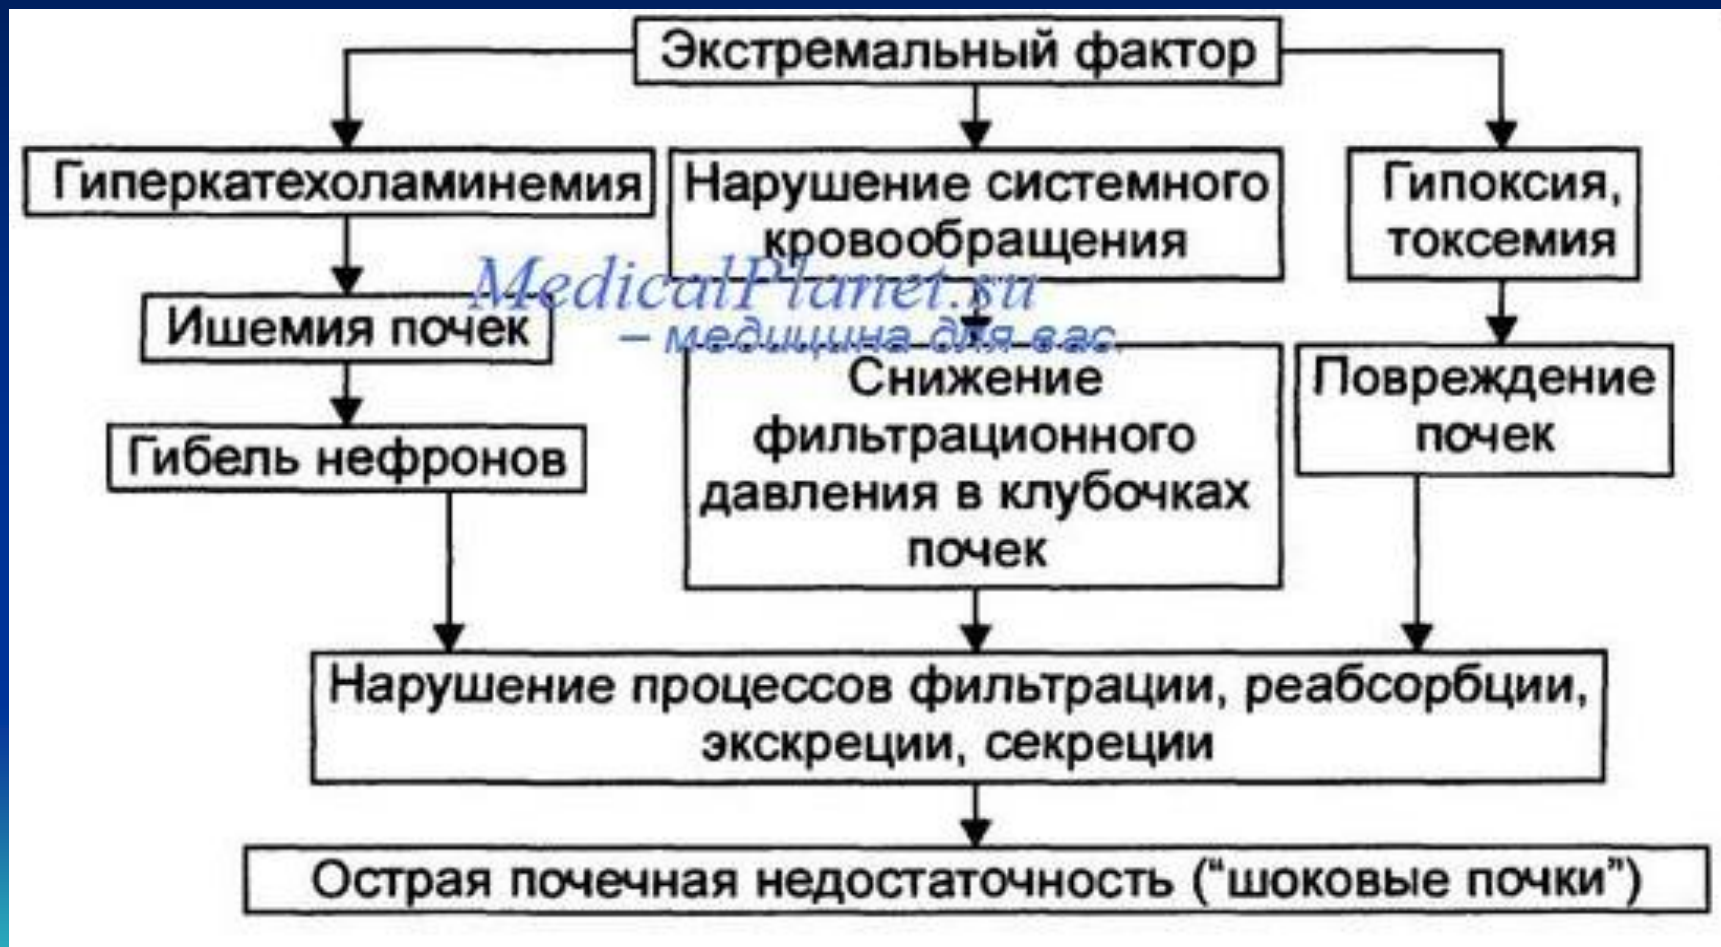 Экстремальный фактор
Гиперкатехоламинемия
Нарушение системного
кровообращения
Гипоксия,
токсемия
MedicalPlanet.su
– медицина для вас.
Ишемия почек
Снижение
фильтрационного
давления в клубочках
почек
Повреждение
почек
Гибель нефронов
Нарушение процессов фильтрации, реабсорбции,
экскреции, секреции
Острая почечная недостаточность (“шоковые почки”)